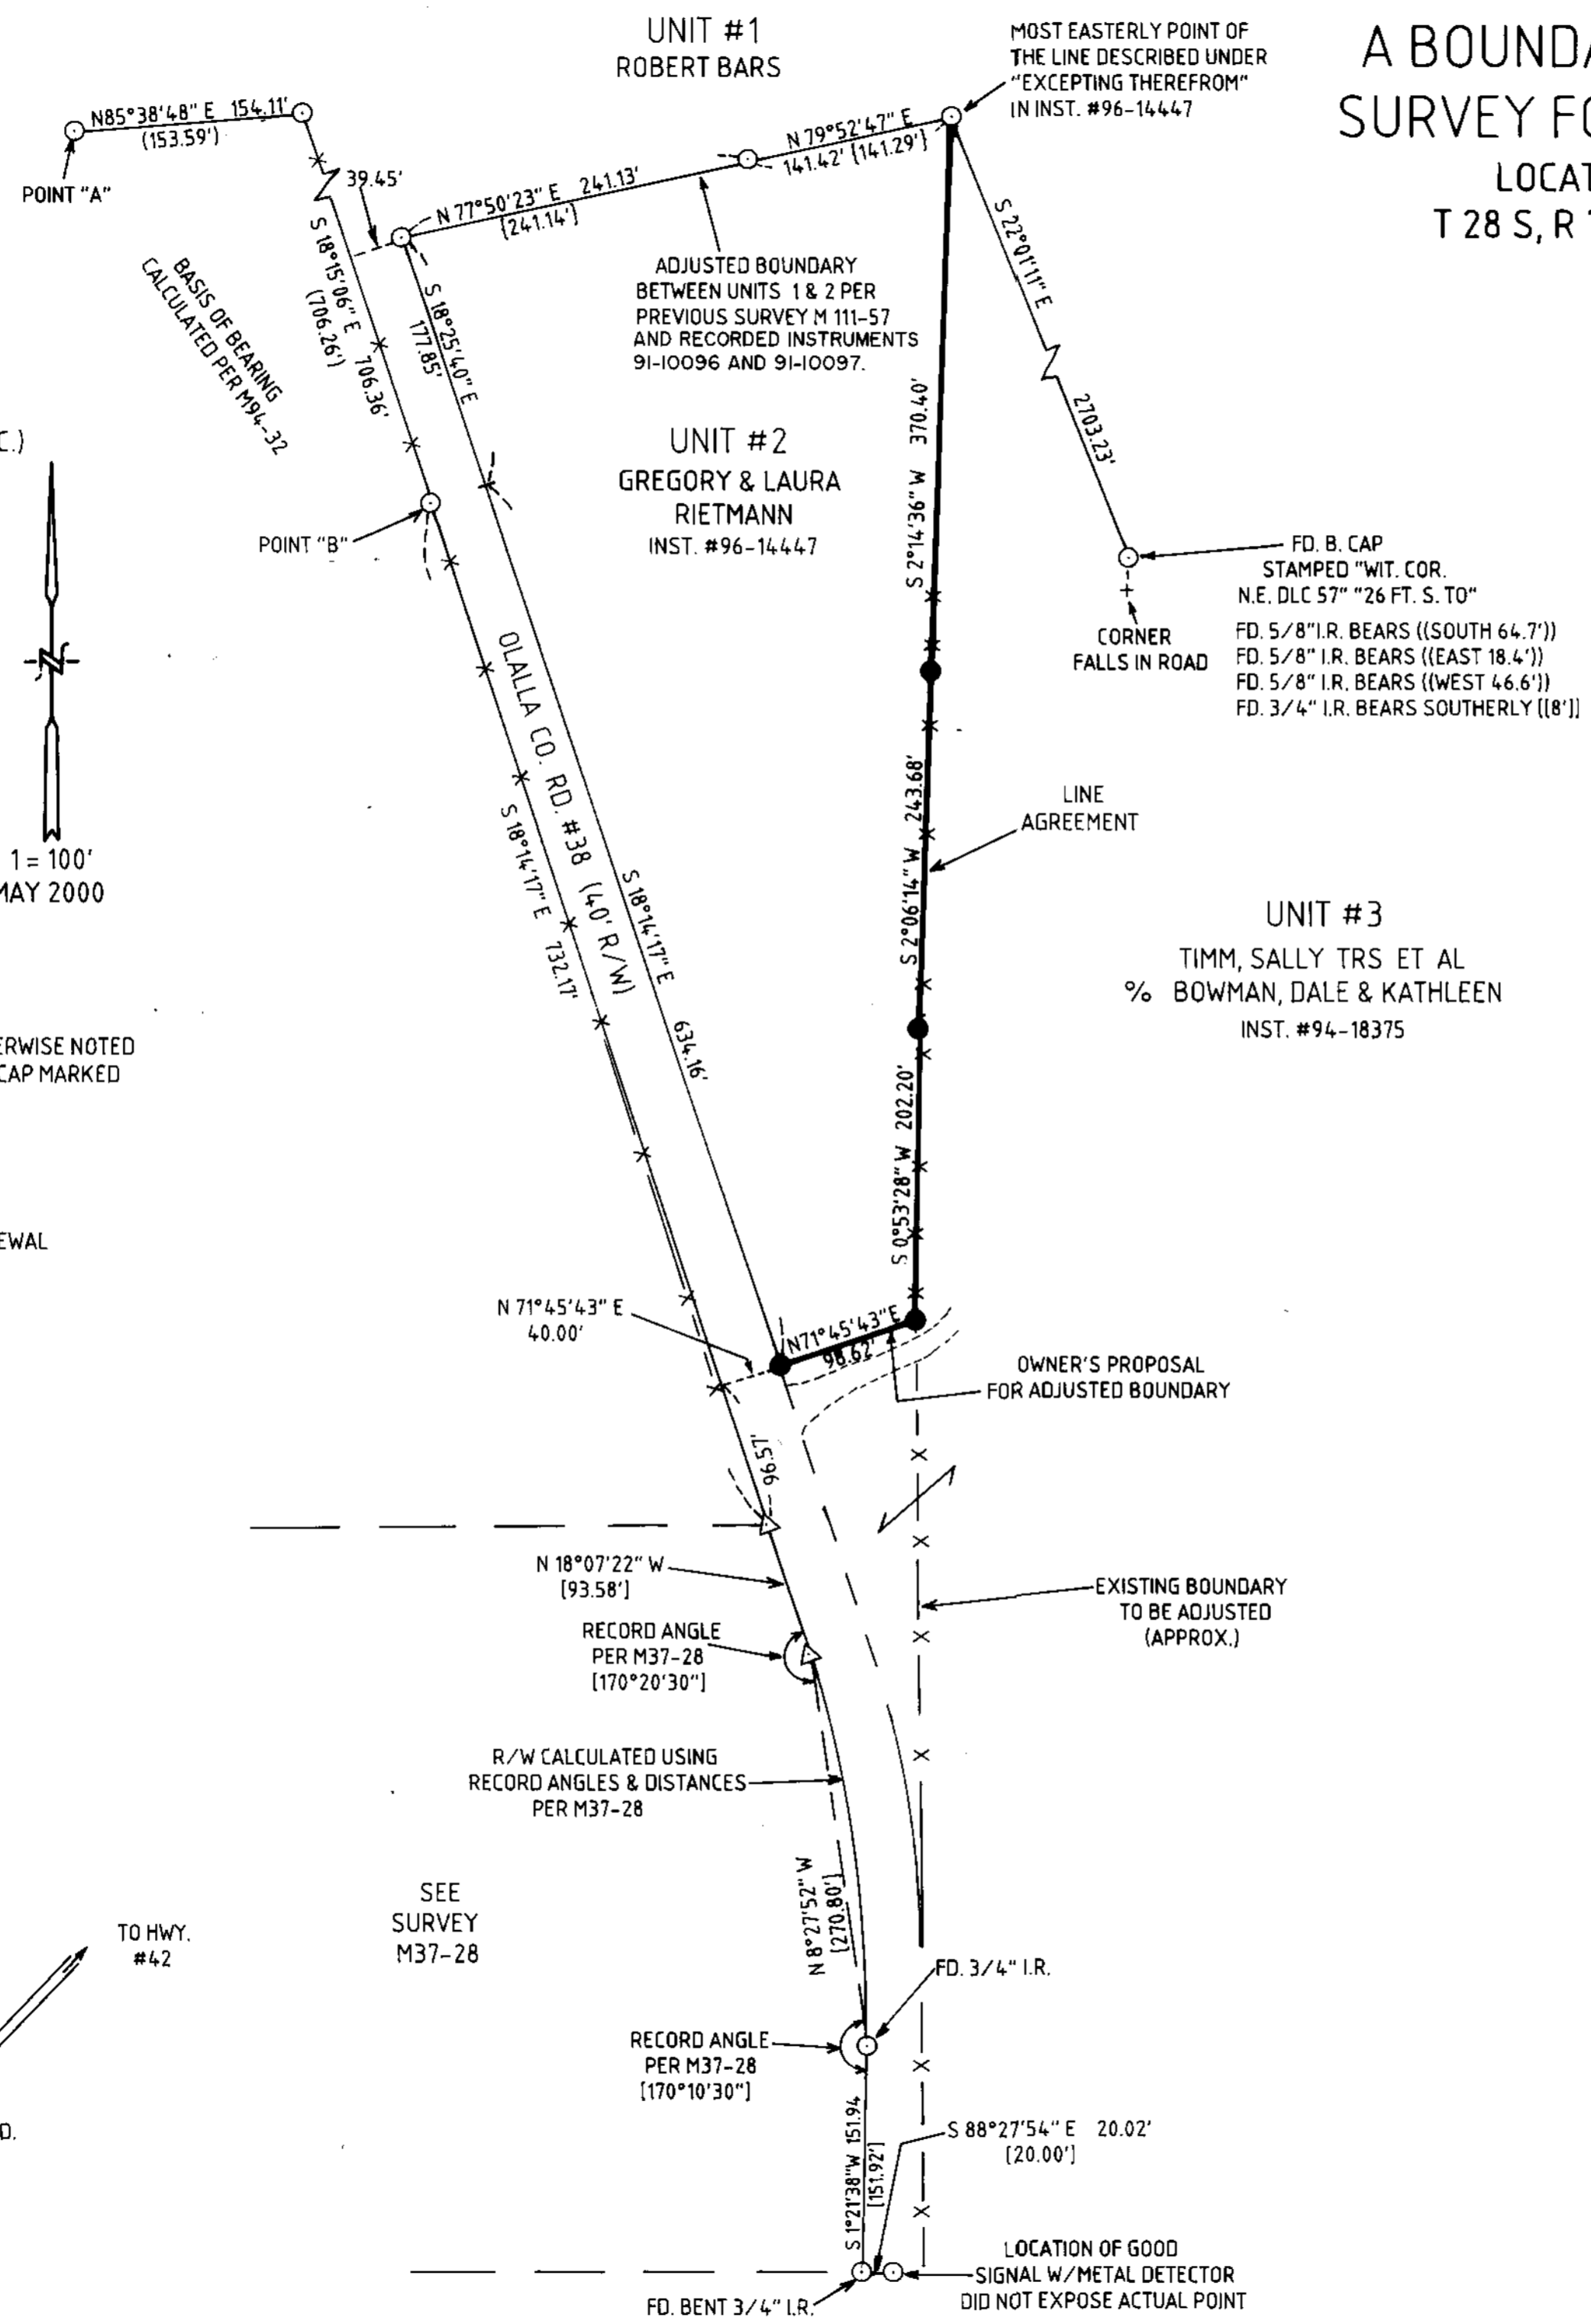 UNIT #1
ROBERT BARS
MOST EASTERLY POINT OF
THE LINE DESCRIBED UNDER
"EXCEPTING THEREFROM"
IN INST. #96-14447
A BOUNDA
SURVEY FO
LOCAT
T 28 S, R
N85°38'48" E 154.11'
(153.59')
POINT "A"
39.45'
N 77°50'23" E 241.13'
[241.14']
N 79°52'47" E
141.42' [141.29']
S 22°01'11" E
2703.23'
S 18°15'06" E 706.36'
(706.26')
BASIS OF BEARING
CALCULATED PER M94-32
S 18°25'40" E
177.85'
ADJUSTED BOUNDARY
BETWEEN UNITS 1 & 2 PER
PREVIOUS SURVEY M 111-57
AND RECORDED INSTRUMENTS
91-10096 AND 91-10097.
S 2°14'36" W 370.40'
C.)
UNIT #2
GREGORY & LAURA
RIETMANN
INST. #96-14447
POINT "B"
FD. B. CAP
STAMPED "WIT. COR.
N.E. DLC 57" "26 FT. S. TO"
FD. 5/8" I.R. BEARS ((SOUTH 64.7'))
FD. 5/8" I.R. BEARS ((EAST 18.4'))
FD. 5/8" I.R. BEARS ((WEST 46.6'))
FD. 3/4" I.R. BEARS SOUTHERLY [[8']]
CORNER
FALLS IN ROAD
N
OLALLA CO. RD. #38 (40' R/W)
S 18°14'17" E 732.17'
S 18°14'17" E 634.16'
S 2°06'14" W 243.68'
LINE
AGREEMENT
1 = 100'
MAY 2000
UNIT #3
TIMM, SALLY TRS ET AL
% BOWMAN, DALE & KATHLEEN
INST. #94-18375
ERWISE NOTED
CAP MARKED
S 0°53'28" W 202.20'
EWAL
N 71°45'43" E
40.00'
N71°45'43"E
98.62'
OWNER'S PROPOSAL
FOR ADJUSTED BOUNDARY
96.57'
N 18°07'22" W
[93.58']
EXISTING BOUNDARY
TO BE ADJUSTED
(APPROX.)
RECORD ANGLE
PER M37-28
[170°20'30"]
R/W CALCULATED USING
RECORD ANGLES & DISTANCES
PER M37-28
N 8°27'52" W
[270.80']
SEE
SURVEY
M37-28
TO HWY.
#42
FD. 3/4" I.R.
RECORD ANGLE
PER M37-28
[170°10'30"]
D.
S 1°21'38"W 151.94
[151.92']
S 88°27'54" E 20.02'
[20.00']
LOCATION OF GOOD
SIGNAL W/METAL DETECTOR
DID NOT EXPOSE ACTUAL POINT
FD. BENT 3/4" I.R.